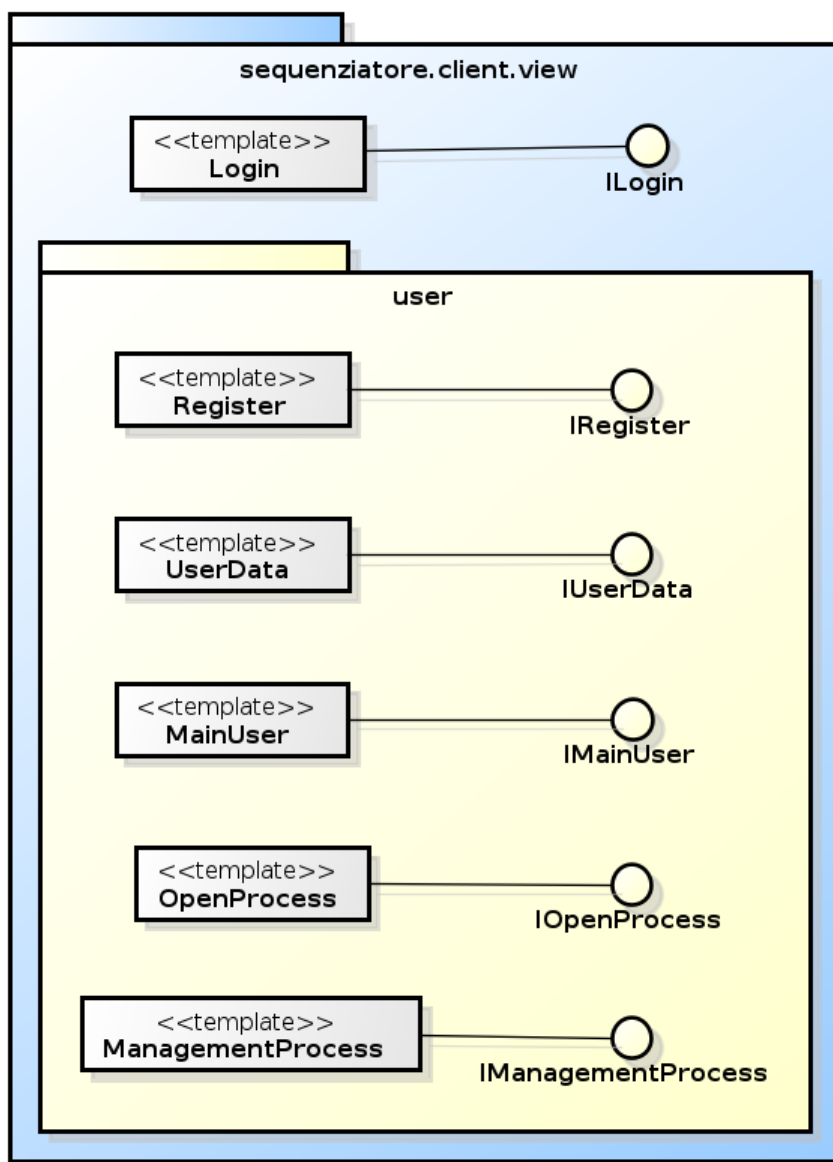 sequenziatore.client.view
<<template>>
Login
ILogin
user
<<template>>
Register
IRegister
<<template>>
UserData
IUserData
<<template>>
MainUser
IMainUser
<<template>>
OpenProcess
IOpenProcess
<<template>>
ManagementProcess
IManagementProcess